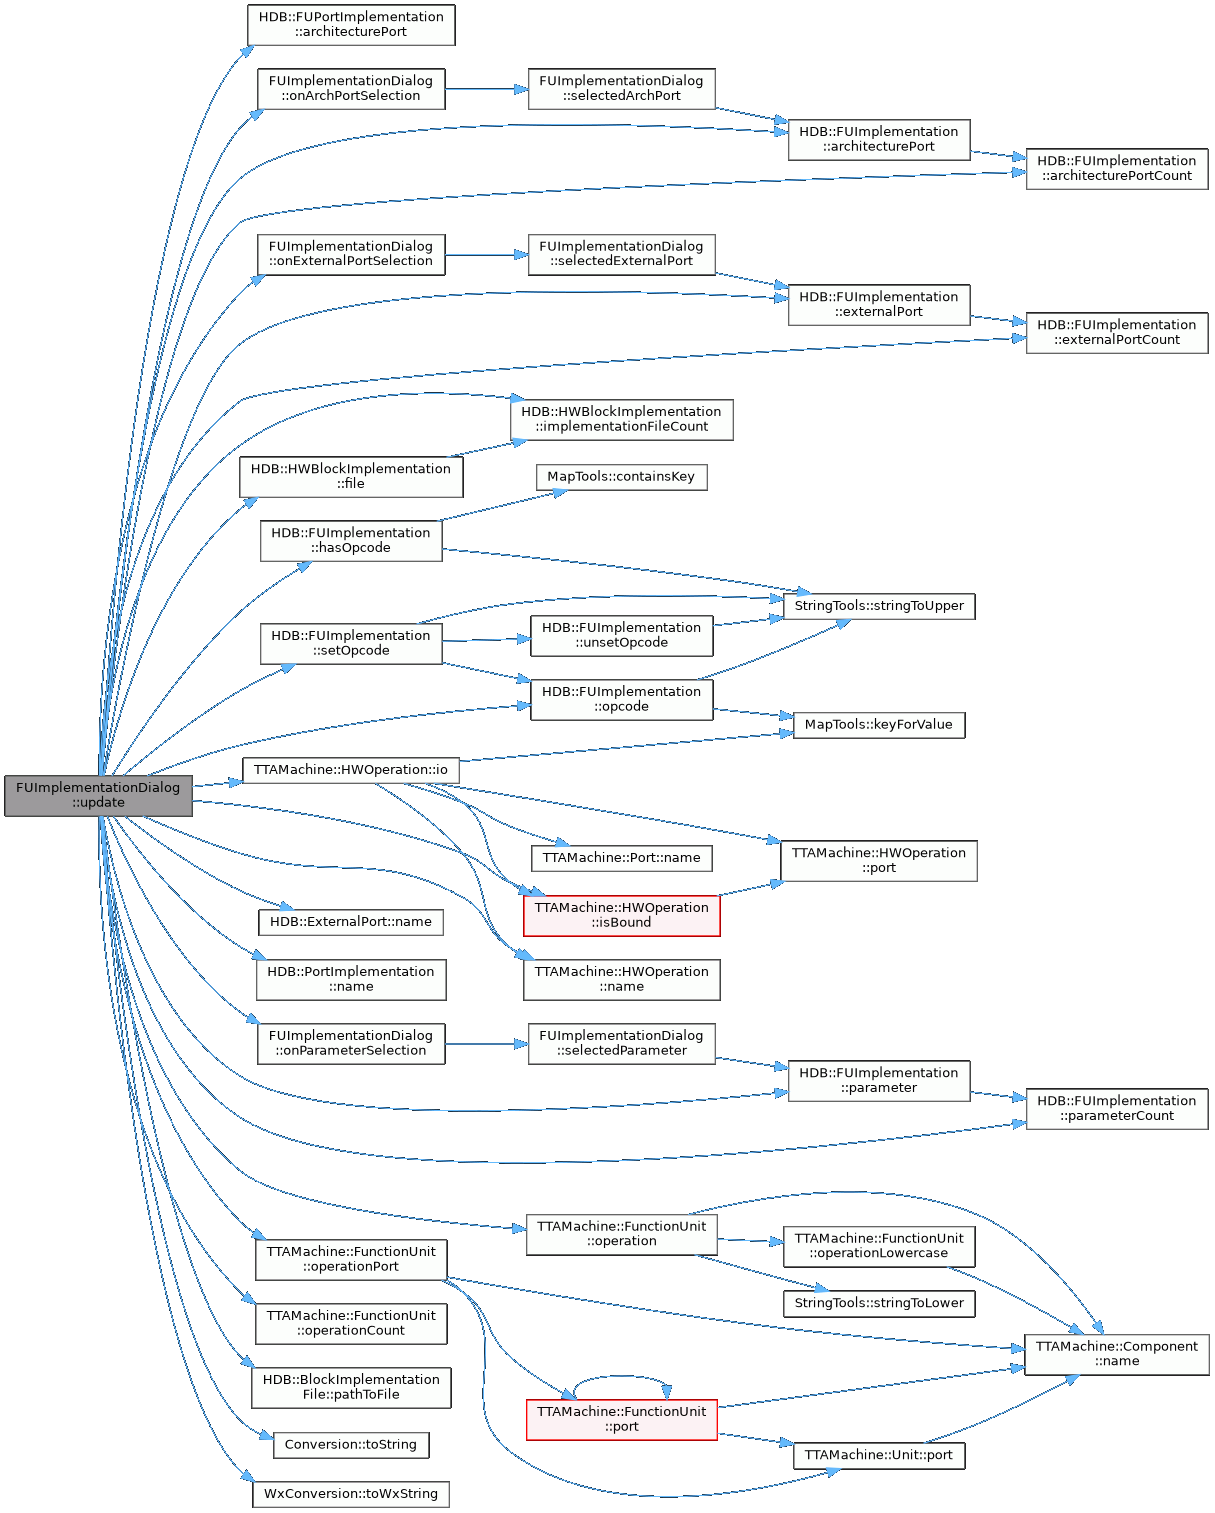 HDB::FUPortImplementation
::architecturePort
FUImplementationDialog
::onArchPortSelection
FUImplementationDialog
::selectedArchPort
HDB::FUImplementation
::architecturePort
HDB::FUImplementation
::architecturePortCount
FUImplementationDialog
::onExternalPortSelection
FUImplementationDialog
::selectedExternalPort
HDB::FUImplementation
::externalPort
HDB::FUImplementation
::externalPortCount
HDB::HWBlockImplementation
::implementationFileCount
HDB::HWBlockImplementation
::file
MapTools::containsKey
HDB::FUImplementation
::hasOpcode
StringTools::stringToUpper
HDB::FUImplementation
::setOpcode
HDB::FUImplementation
::unsetOpcode
HDB::FUImplementation
::opcode
MapTools::keyForValue
TTAMachine::HWOperation::io
FUImplementationDialog
::update
TTAMachine::Port::name
TTAMachine::HWOperation
::port
TTAMachine::HWOperation
::isBound
HDB::ExternalPort::name
HDB::PortImplementation
::name
TTAMachine::HWOperation
::name
FUImplementationDialog
::onParameterSelection
FUImplementationDialog
::selectedParameter
HDB::FUImplementation
::parameter
HDB::FUImplementation
::parameterCount
TTAMachine::FunctionUnit
::operation
TTAMachine::FunctionUnit
::operationLowercase
TTAMachine::FunctionUnit
::operationPort
StringTools::stringToLower
TTAMachine::FunctionUnit
::operationCount
TTAMachine::Component
::name
HDB::BlockImplementation
File::pathToFile
TTAMachine::FunctionUnit
::port
Conversion::toString
TTAMachine::Unit::port
WxConversion::toWxString